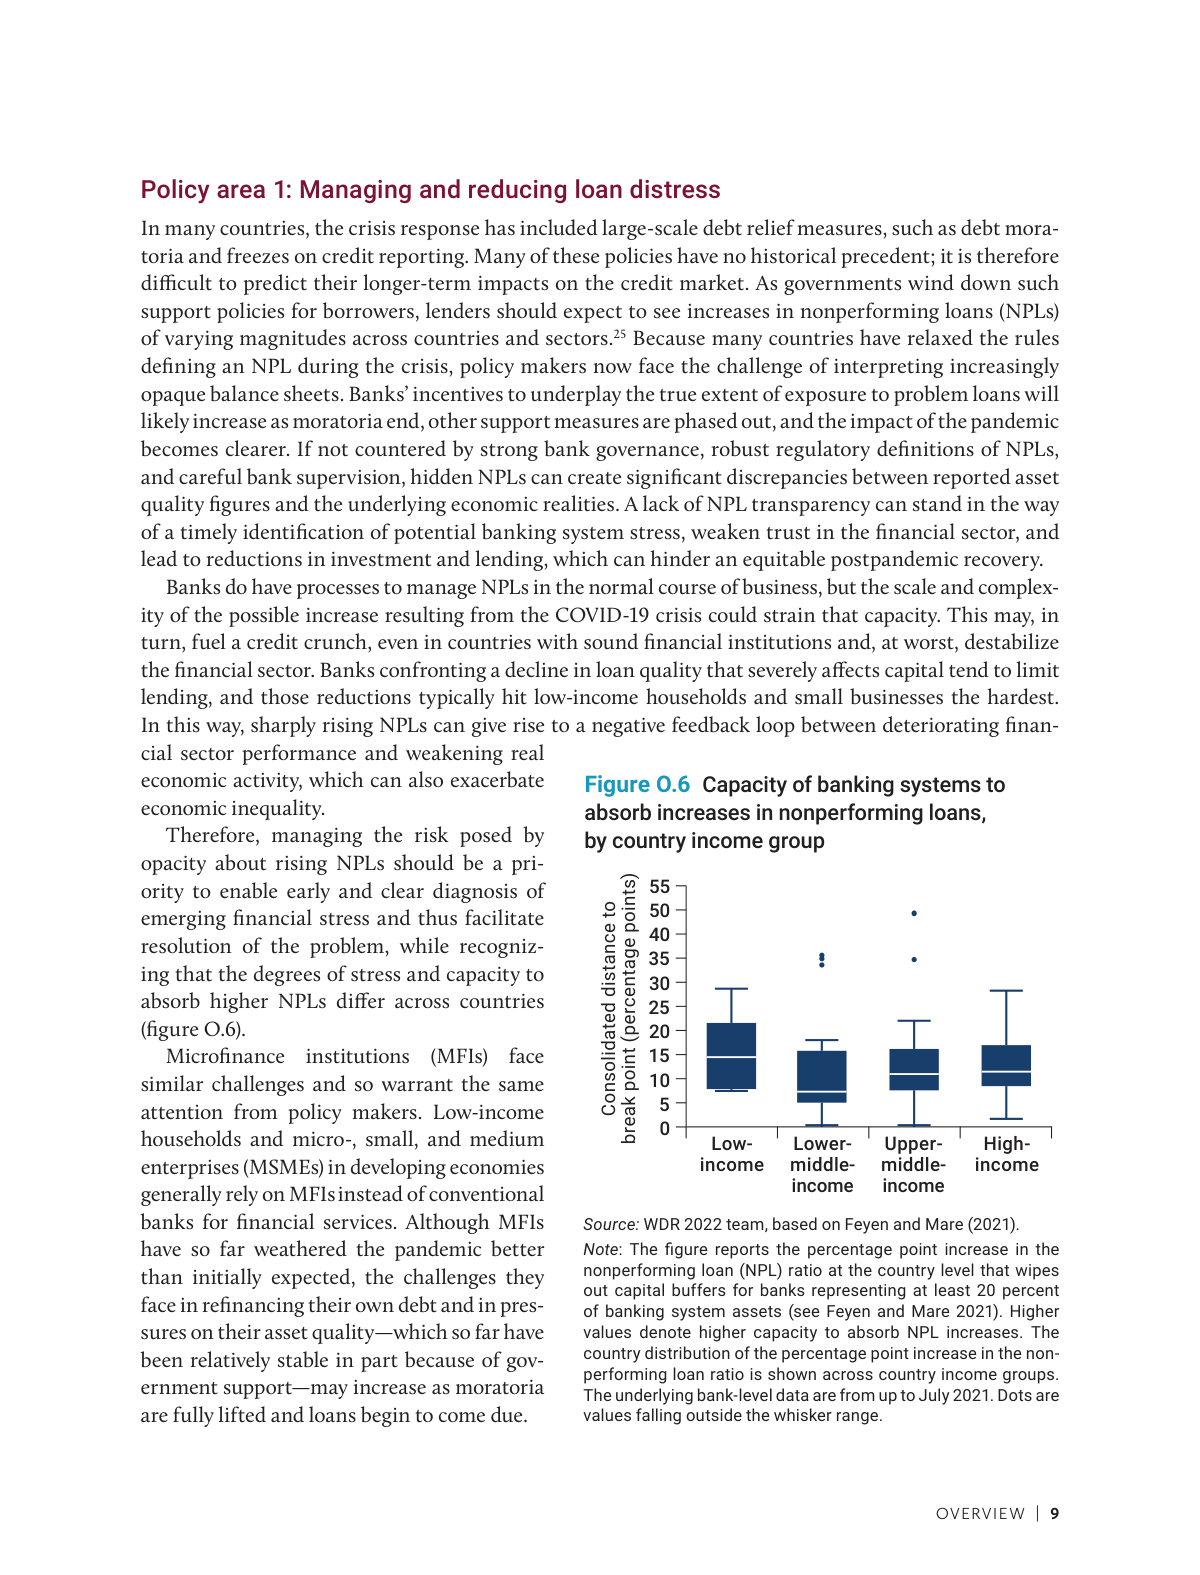 Policy area 1: Managing and reducing loan distress
In many countries, the crisis response has included large-scale debt relief measures, such as debt mora-
toria and freezes on credit reporting. Many of these policies have no historical precedent; it is therefore
difficult to predict their longer-term impacts on the credit market. As governments wind down such
support policies for borrowers, lenders should expect to see increases in nonperforming loans (NPLs)
of varying magnitudes across countries and sectors.25 Because many countries have relaxed the rules
defining an NPL during the crisis, policy makers now face the challenge of interpreting increasingly
opaque balance sheets. Banks' incentives to underplay the true extent of exposure to problem loans will
likely increase as moratoria end, other support measures are phased out, and the impact of the pandemic
becomes clearer. If not countered by strong bank governance, robust regulatory definitions of NPLs,
and careful bank supervision, hidden NPLs can create significant discrepancies between reported asset
quality figures and the underlying economic realities. A lack of NPL transparency can stand in the way
of a timely identification of potential banking system stress, weaken trust in the financial sector, and
lead to reductions in investment and lending, which can hinder an equitable postpandemic recovery.
Banks do have processes to manage NPLs in the normal course of business, but the scale and complex-
ity of the possible increase resulting from the COVID-19 crisis could strain that capacity. This may, in
turn, fuel a credit crunch, even in countries with sound financial institutions and, at worst, destabilize
the financial sector. Banks confronting a decline in loan quality that severely affects capital tend to limit
lending, and those reductions typically hit low-income households and small businesses the hardest.
In this way, sharply rising NPLs can give rise to a negative feedback loop between deteriorating finan-
cial sector performance and weakening real
economic activity, which can also exacerbate
economic inequality.
Therefore, managing the risk posed by
opacity about rising NPLs should be a pri-
ority to enable early and clear diagnosis of
emerging financial stress and thus facilitate
resolution of the problem, while recogniz-
ing that the degrees of stress and capacity to
absorb higher NPLs differ across countries
(figure O.6).
Microfinance institutions (MFIs) face
similar challenges and so warrant the same
attention from policy makers. Low-income
households and micro-, small, and medium
enterprises (MSMEs) in developing economies
generally rely on MFIs instead of conventional
banks for financial services. Although MFIs
have so far weathered the pandemic better
than initially expected, the challenges they
face in refinancing their own debt and in pres-
sures on their asset quality—which so far have
been relatively stable in part because of gov-
ernment support—may increase as moratoria
are fully lifted and loans begin to come due.
Figure O.6 Capacity of banking systems to
absorb increases in nonperforming loans,
by country income group
Consolidated distance to
break point (percentage points)
55
50
40
35
30
25
20
15
10
5
0
Low-
income
Lower-
middle-
income
Upper-
middle-
income
High-
income
Source: WDR 2022 team, based on Feyen and Mare (2021).
Note: The figure reports the percentage point increase in the
nonperforming loan (NPL) ratio at the country level that wipes
out capital buffers for banks representing at least 20 percent
of banking system assets (see Feyen and Mare 2021). Higher
values denote higher capacity to absorb NPL increases. The
country distribution of the percentage point increase in the non-
performing loan ratio is shown across country income groups.
The underlying bank-level data are from up to July 2021. Dots are
values falling outside the whisker range.
OVERVIEW | 9